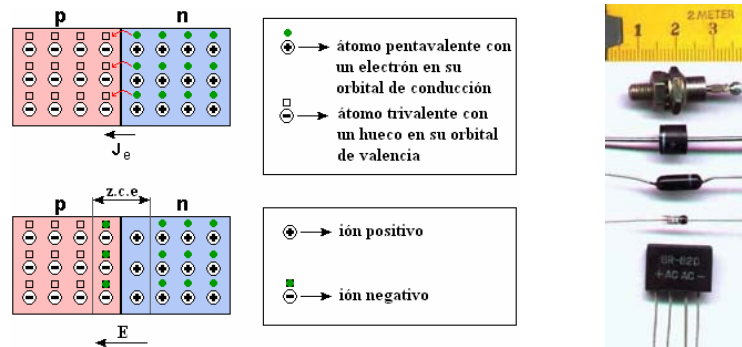 p n
J e
átomo pentavalente con
un electrón en su
orbital de conducción
átomo trivalente con
un hueco en su orbital
de valencia
z.c.e
p n
E
ión positivo
ión negativo
2 METER
1 2 3
BR-62D
+ AC AC -